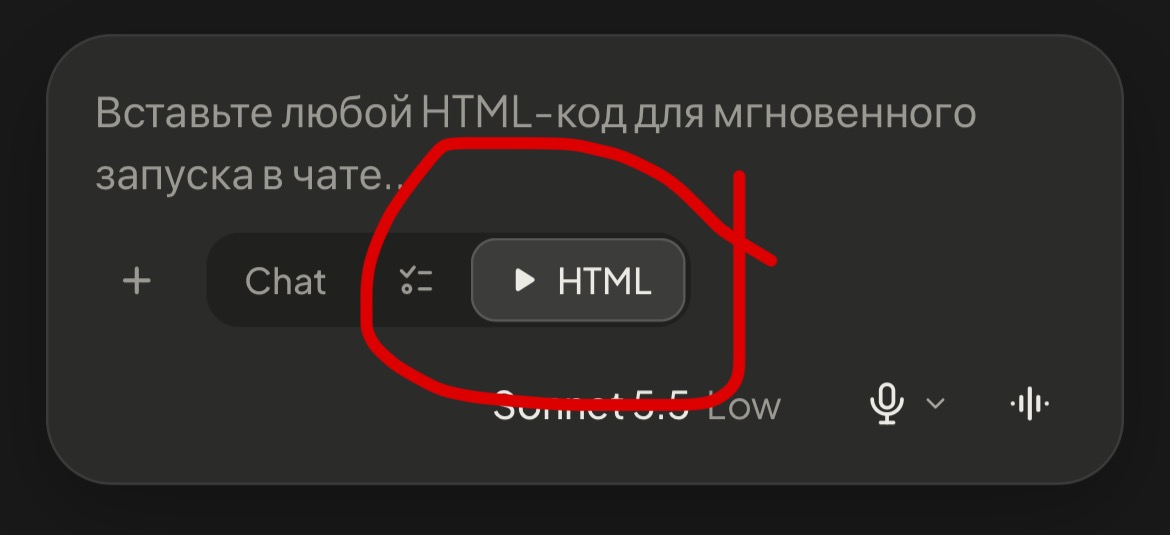 Вставьте любой HTML-код для мгновенного
запуска в чате..
Chat
HTML
Sonnet 5.5 Low